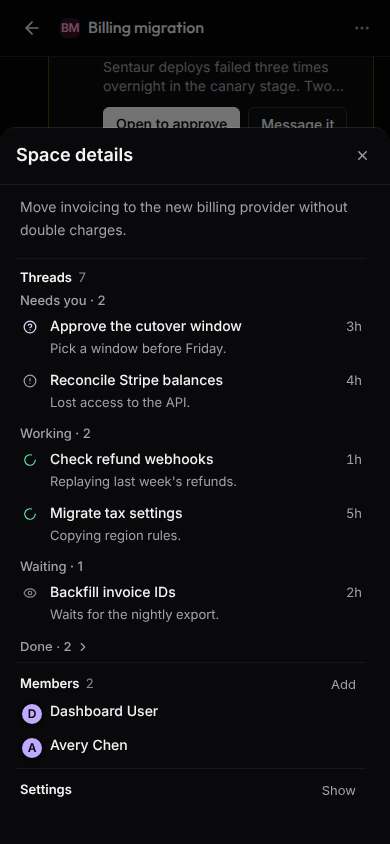 BM Billing migration
Sentaur deploys failed three times
overnight in the canary stage. Two...
Open to approve Message it
Space details
Move invoicing to the new billing provider without
double charges.
Threads 7
Needs you · 2
Approve the cutover window 3h
Pick a window before Friday.
Reconcile Stripe balances 4h
Lost access to the API.
Working · 2
Check refund webhooks 1h
Replaying last week's refunds.
Migrate tax settings 5h
Copying region rules.
Waiting · 1
Backfill invoice IDs 2h
Waits for the nightly export.
Done · 2
Members 2 Add
D Dashboard User
A Avery Chen
Settings Show